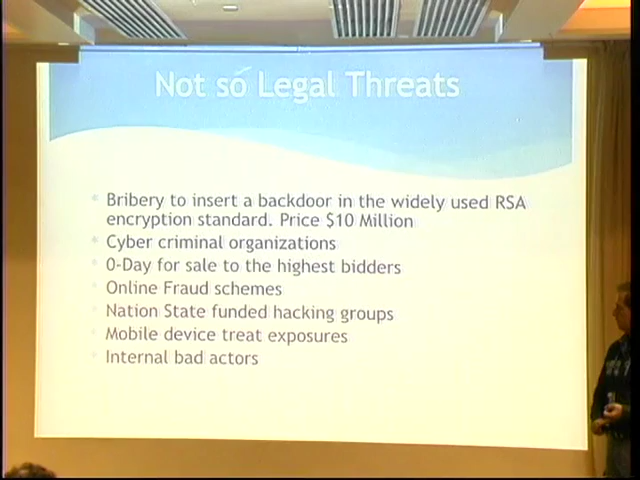 Not so Legal Threats
Bribery to insert a backdoor in the widely used RSA
encryption standard. Price $10 Million
Cyber criminal organizations
0-Day for sale to the highest bidders
Online Fraud schemes
Nation State funded hacking groups
Mobile device treat exposures
Internal bad actors